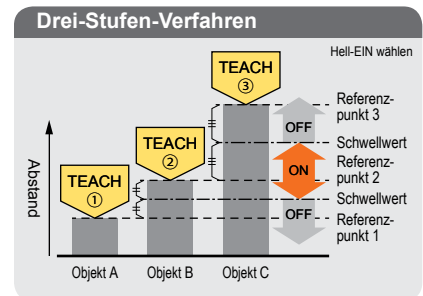 Drei-Stufen-Verfahren
Hell-EIN wählen
TEACH
③
TEACH
②
TEACH
①
Abstand
OFF
ON
OFF
Referenz-
punkt 3
Schwellwert
Referenz-
punkt 2
Schwellwert
Referenz-
punkt 1
Objekt A
Objekt B
Objekt C